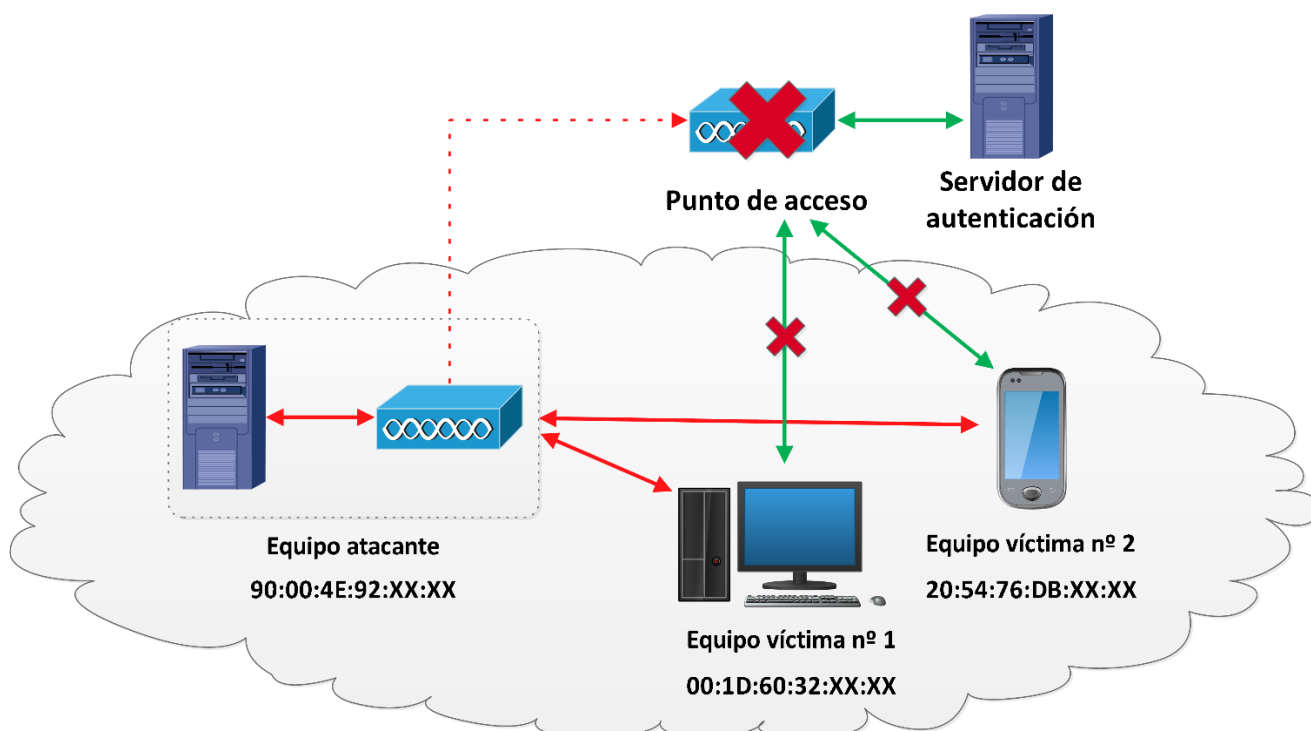 Punto de acceso
Servidor de
autenticación
Equipo atacante
90:00:4E:92:XX:XX
Equipo víctima nº 1
00:1D:60:32:XX:XX
Equipo víctima nº 2
20:54:76:DB:XX:XX